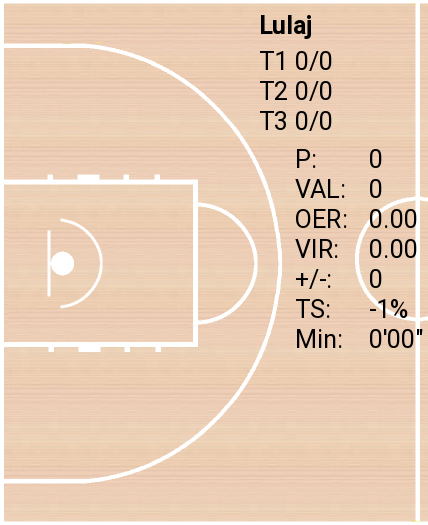 Lulaj
T1 0/0
T2 0/0
T3 0/0
P: 0
VAL: 0
OER: 0.00
VIR: 0.00
+/-: 0
TS: -1%
Min: 0'00"